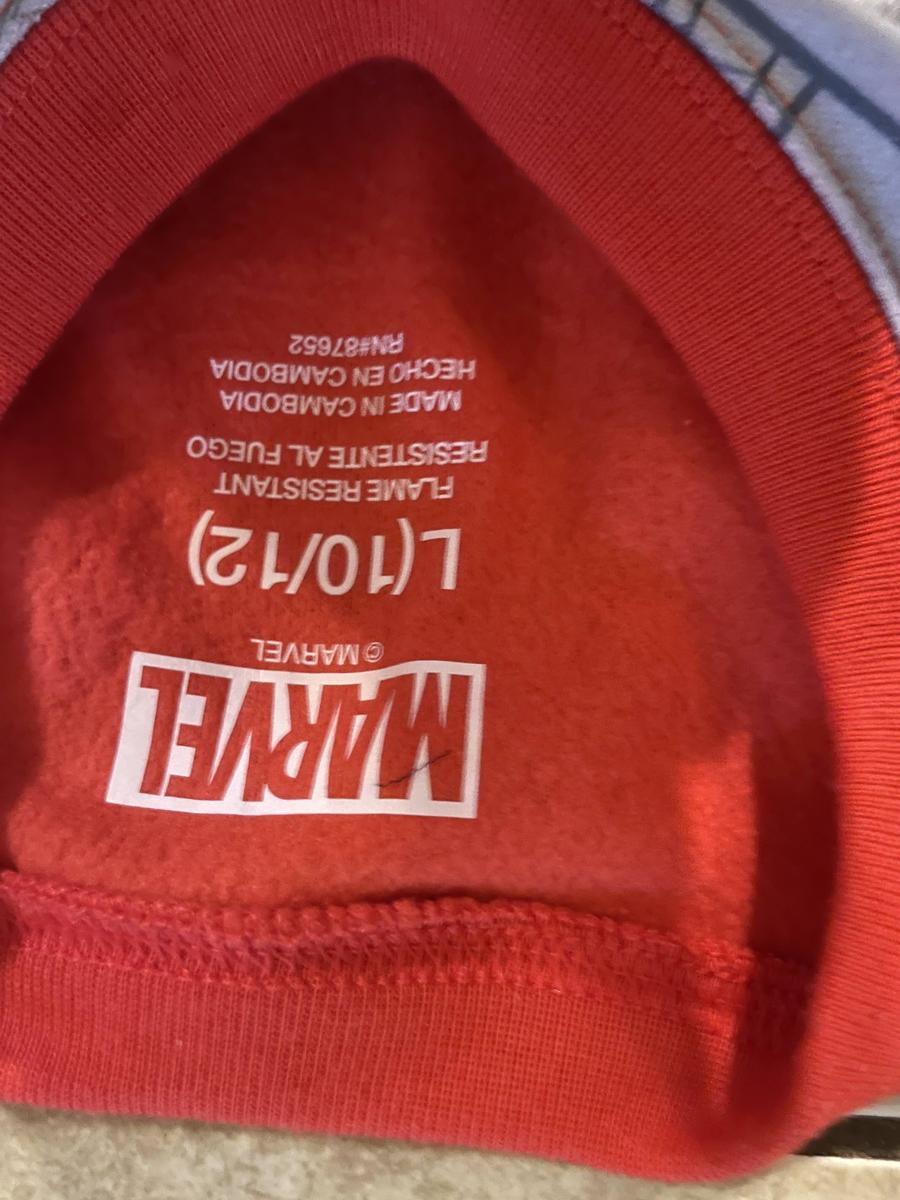 MARVEL
© MARVEL
L(10/12)
FLAME RESISTANT
RESISTENTE AL FUEGO
MADE IN CAMBODIA
HECHO EN CAMBODIA
RN#87652